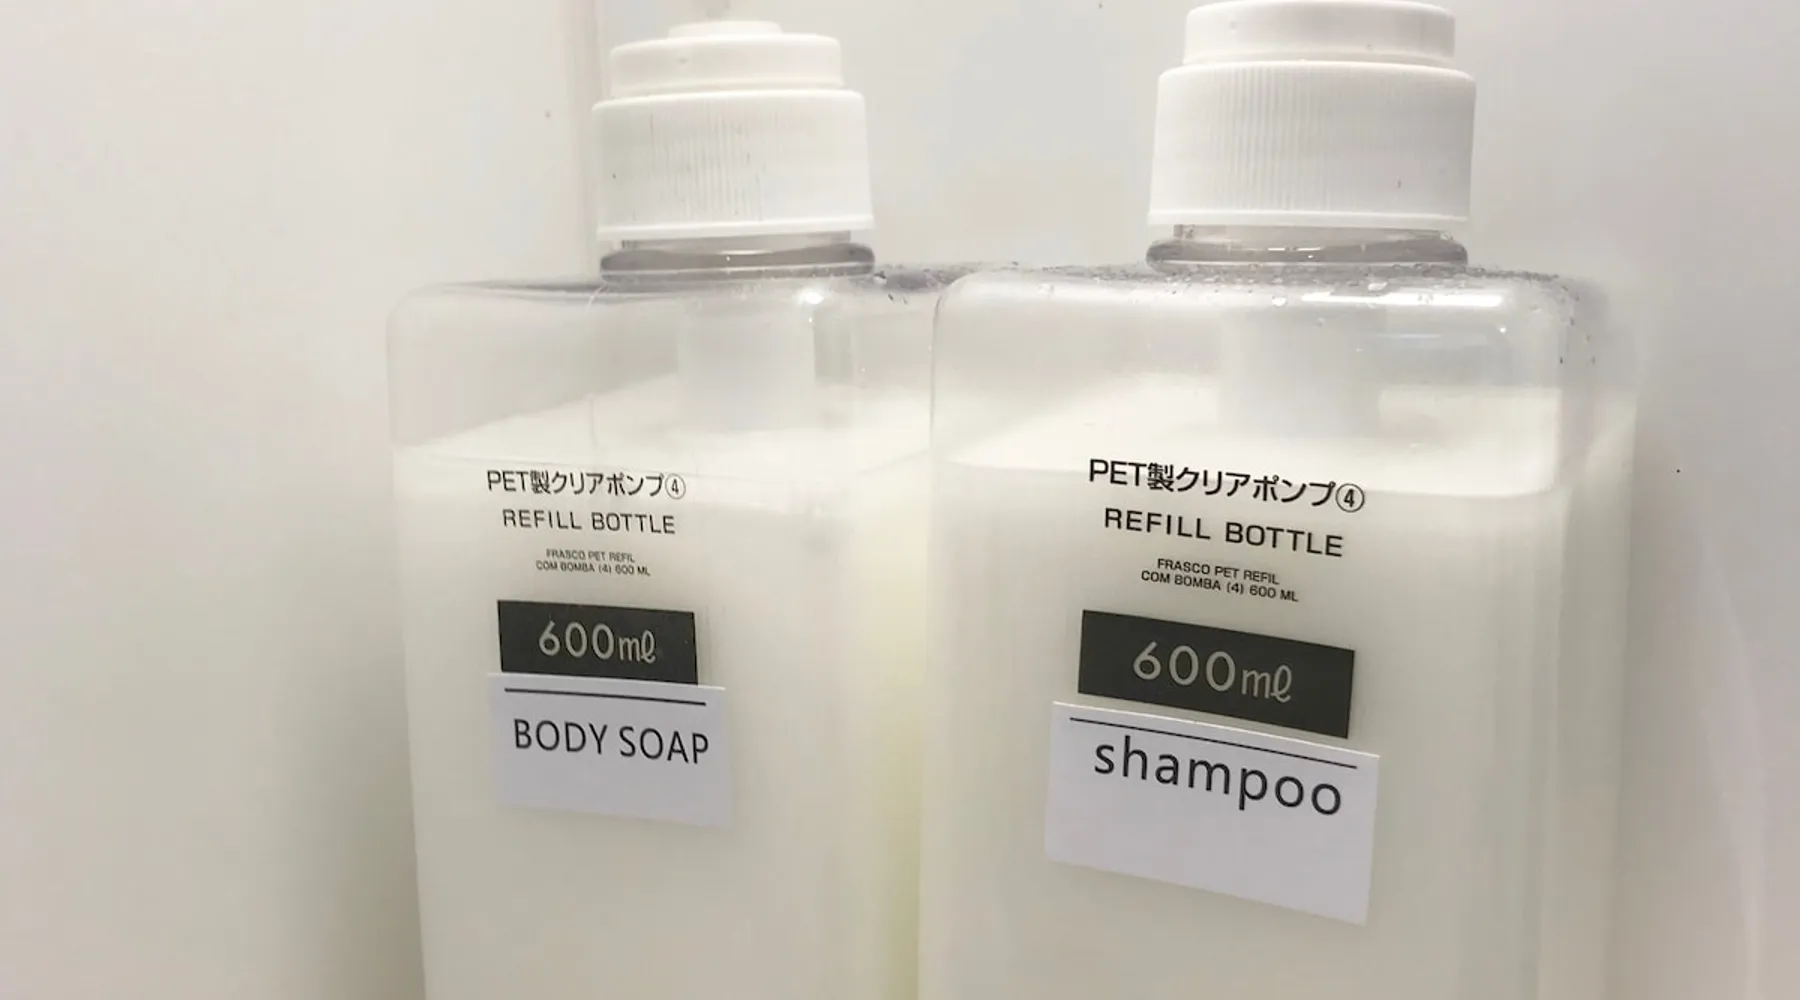 PET製クリアポンプ④
REFILL BOTTLE
FRASCO PET REFIL
COM BOMBA (4) 600 ML
600mℓ
BODY SOAP
PET製クリアポンプ④
REFILL BOTTLE
FRASCO PET REFIL
COM BOMBA (4) 600 ML
600mℓ
shampoo